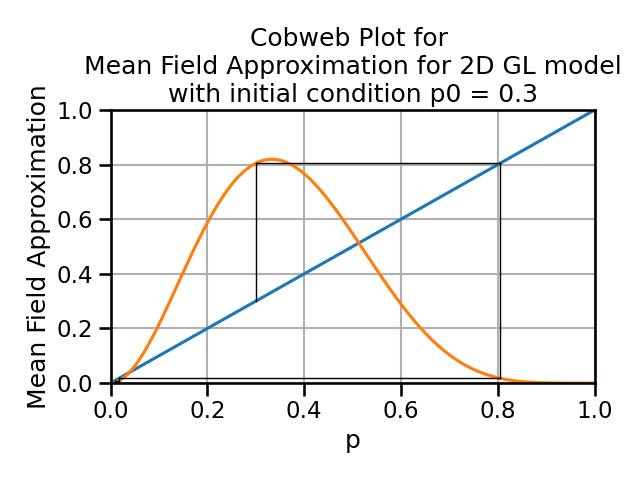 Cobweb Plot for
Mean Field Approximation for 2D GL model
with initial condition p0 = 0.3
Mean Field Approximation
1.0
0.8
0.6
0.4
0.2
0.0
0.0 0.2 0.4 0.6 0.8 1.0
p